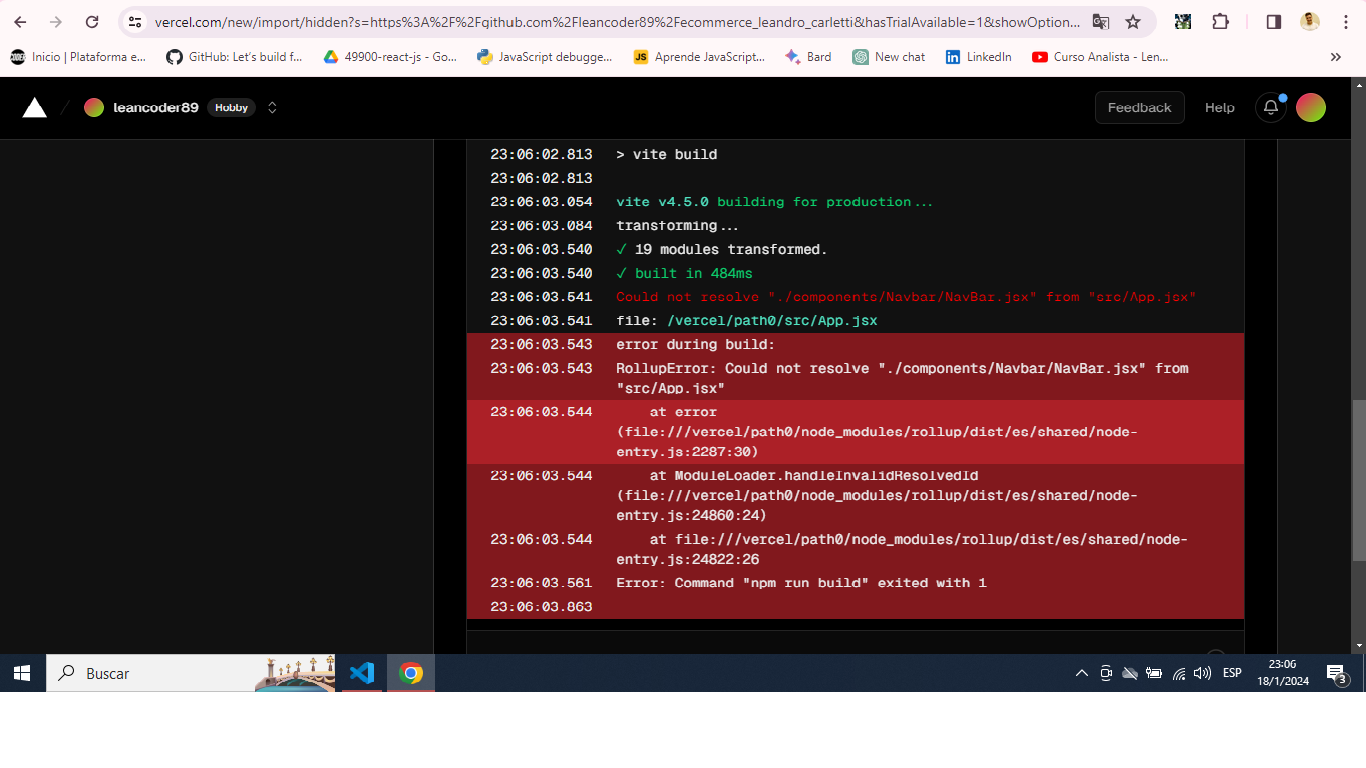 vercel.com/new/import/hidden?s=https%3A%2F%2Fgithub.com%2Fleancoder89%2Fecommerce_leandro_carletti&hasTrialAvailable=1&showOption...
Inicio | Plataforma e...
GitHub: Let's build f...
49900-react-js - Go...
JavaScript debugge...
JS Aprende JavaScript...
Bard
New chat
LinkedIn
Curso Analista - Len...
»
leancoder89 Hobby
Feedback
Help
23:06:02.813 > vite build
23:06:02.813
23:06:03.054 vite v4.5.0 building for production...
23:06:03.084 transforming...
23:06:03.540 ✓ 19 modules transformed.
23:06:03.540 ✓ built in 484ms
23:06:03.541 Could not resolve "./components/Navbar/NavBar.jsx" from "src/App.jsx"
23:06:03.541 file: /vercel/path0/src/App.jsx
23:06:03.543 error during build:
23:06:03.543 RollupError: Could not resolve "./components/Navbar/NavBar.jsx" from
"src/App.jsx"
23:06:03.544 at error
(file:///vercel/path0/node_modules/rollup/dist/es/shared/node-
entry.js:2287:30)
23:06:03.544 at ModuleLoader.handleInvalidResolvedId
(file:///vercel/path0/node_modules/rollup/dist/es/shared/node-
entry.js:24860:24)
23:06:03.544 at file:///vercel/path0/node_modules/rollup/dist/es/shared/node-
entry.js:24822:26
23:06:03.561 Error: Command "npm run build" exited with 1
23:06:03.863
Buscar
ESP
23:06
18/1/2024
3